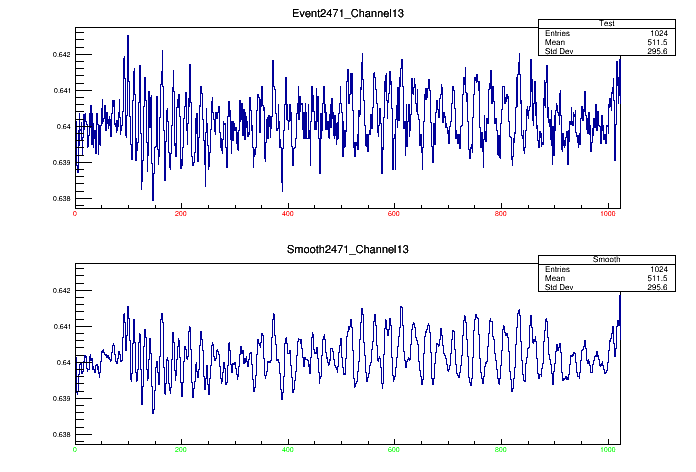 Event2471_Channel13
Test
Entries 1024
Mean 511.5
Std Dev 295.6
0.642
0.641
0.64
0.639
0.638
0 200 400 600 800 1000
Smooth2471_Channel13
Smooth
Entries 1024
Mean 511.5
Std Dev 295.6
0.642
0.641
0.64
0.639
0.638
0 200 400 600 800 1000